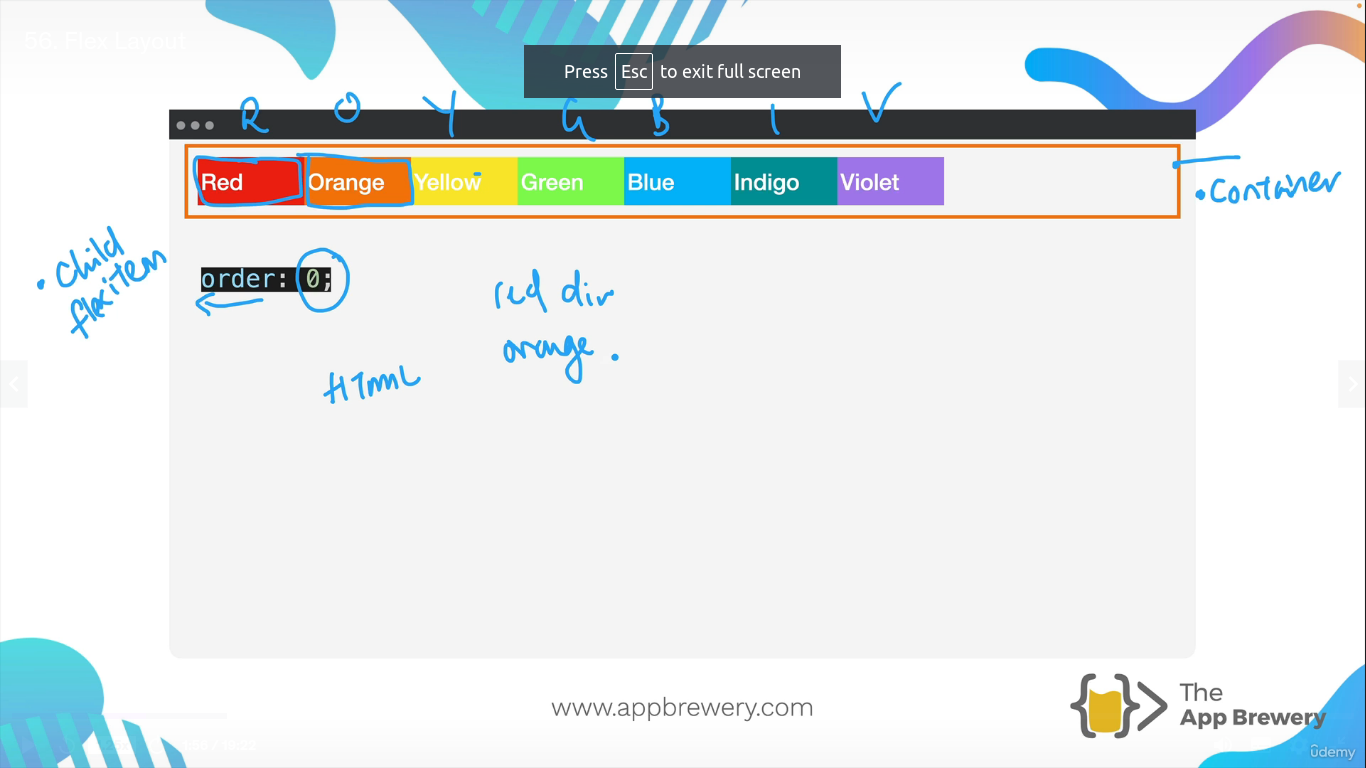 56. Flex Layout
Press Esc to exit full screen
R O Y G B I V
Red Orange Yellow Green Blue Indigo Violet
• Container
• Child
flex item
order: 0;
red div
orange.
HTML
www.appbrewery.com
The
App Brewery
ûdemy